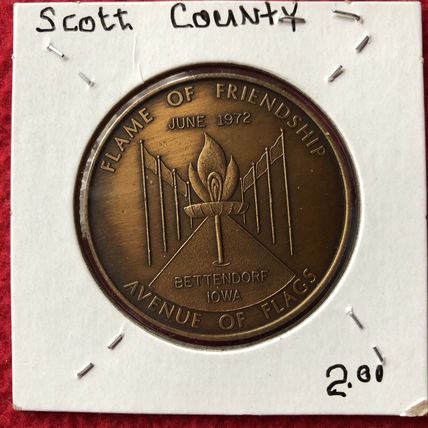 Scott County
FLAME OF FRIENDSHIP
JUNE 1972
BETTENDORF
IOWA
AVENUE OF FLAGS
2.00